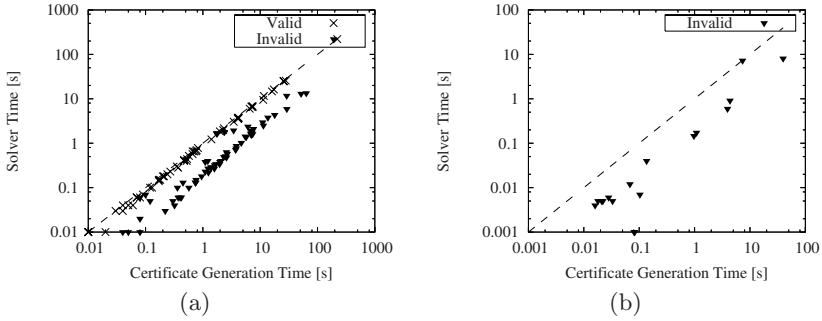 1000
100
10
1
0.1
0.01
Solver Time [s]
Valid
Invalid
0.01 0.1 1 10 100 1000
Certificate Generation Time [s]
(a)
100
10
1
0.1
0.01
0.001
Solver Time [s]
Invalid
0.001 0.01 0.1 1 10 100
Certificate Generation Time [s]
(b)